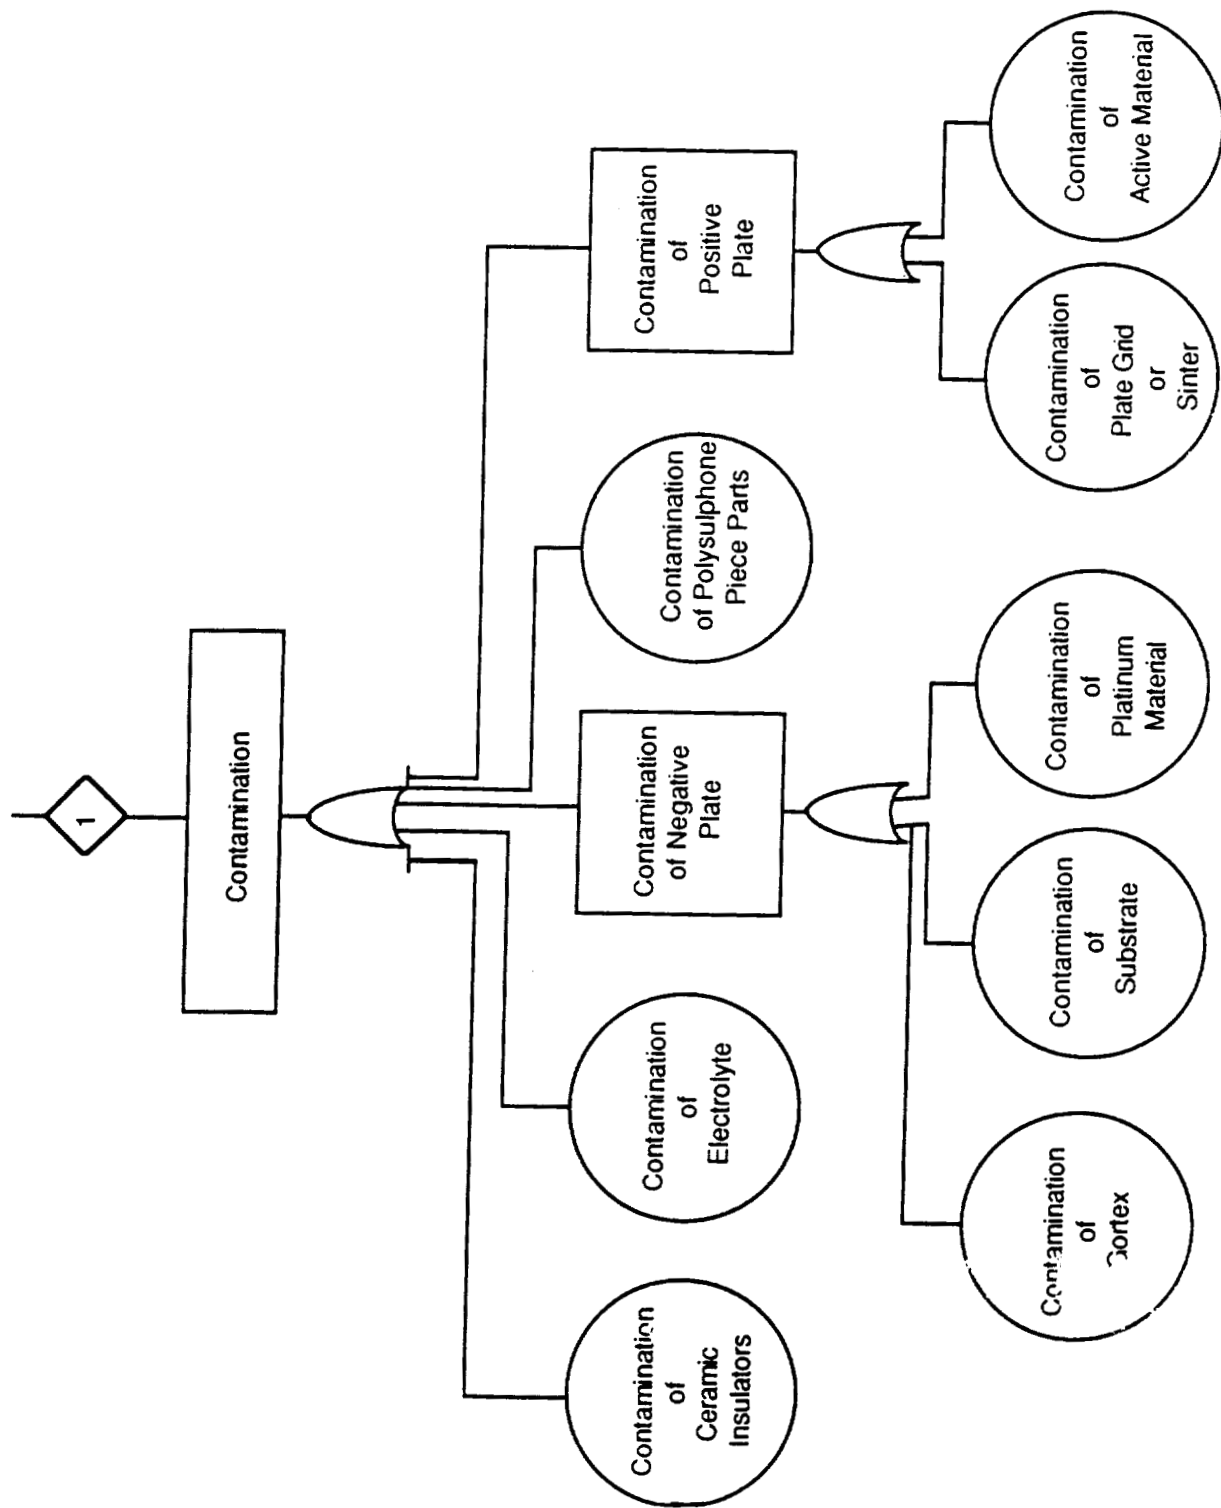 1
Contamination
Contamination
of
Ceramic
Insulators
Contamination
of
Electrolyte
Contamination
of Negative
Plate
Contamination
of Polysulphone
Piece Parts
Contamination
of
Positive
Plate
Contamination
of
Contamination
of
Substrate
Contamination
of
Platinum
Material
Contamination
of
Plate Grid
or
Sinter
Contamination
of
Active Material